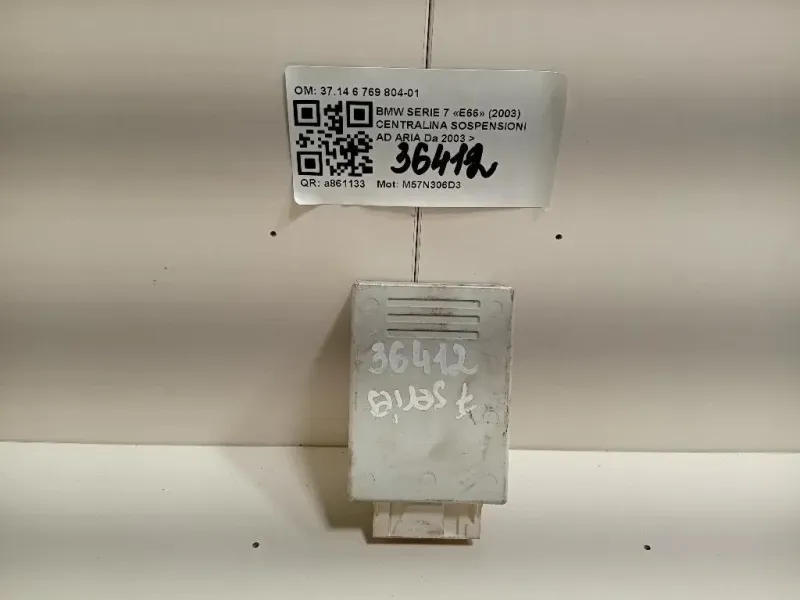 OM: 37.14 6 769 804-01
BMW SERIE 7 «E66» (2003)
CENTRALINA SOSPENSIONI
AD ARIA Da 2003 >
36412
QR: a861133 Mot: M57N306D3
36412
7 serie